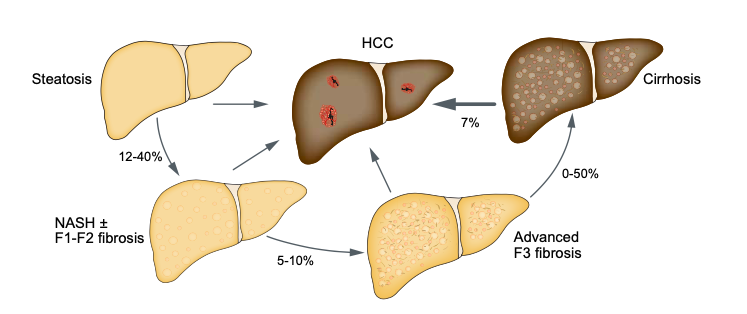 HCC
Steatosis
Cirrhosis
7%
12-40%
0-50%
NASH ±
F1-F2 fibrosis
5-10%
Advanced
F3 fibrosis